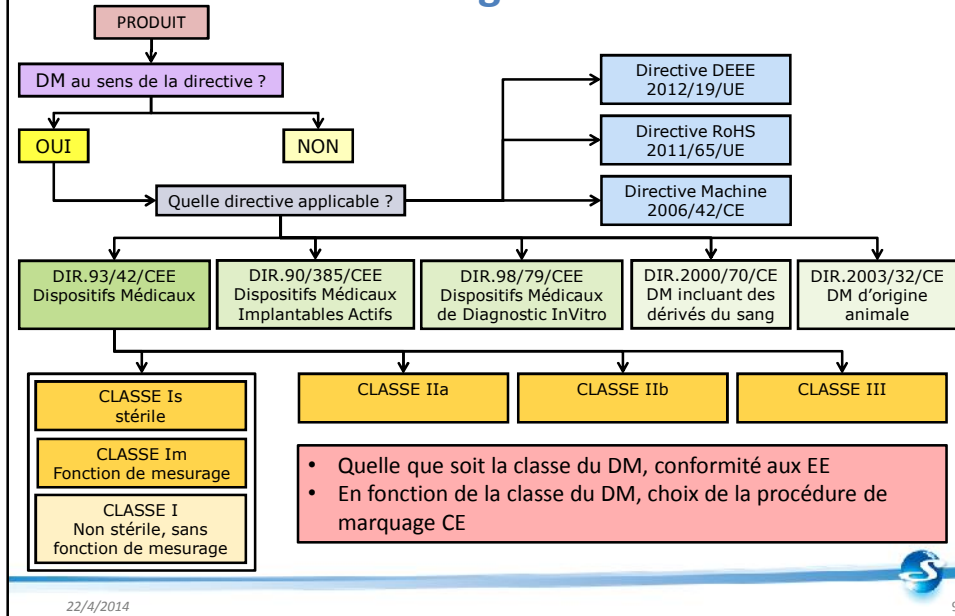 PRODUIT
DM au sens de la directive ?
OUI
NON
Quelle directive applicable ?
Directive DEEE
2012/19/UE
Directive RoHS
2011/65/UE
Directive Machine
2006/42/CE
DIR.93/42/CEE
Dispositifs Médicaux
DIR.90/385/CEE
Dispositifs Médicaux
Implantables Actifs
DIR.98/79/CEE
Dispositifs Médicaux
de Diagnostic InVitro
DIR.2000/70/CE
DM incluant des
dérivés du sang
DIR.2003/32/CE
DM d'origine
animale
CLASSE Is
stérile
CLASSE Im
Fonction de mesurage
CLASSE I
Non stérile, sans
fonction de mesurage
CLASSE IIa
CLASSE IIb
CLASSE III
• Quelle que soit la classe du DM, conformité aux EE
• En fonction de la classe du DM, choix de la procédure de
marquage CE
22/4/2014
9